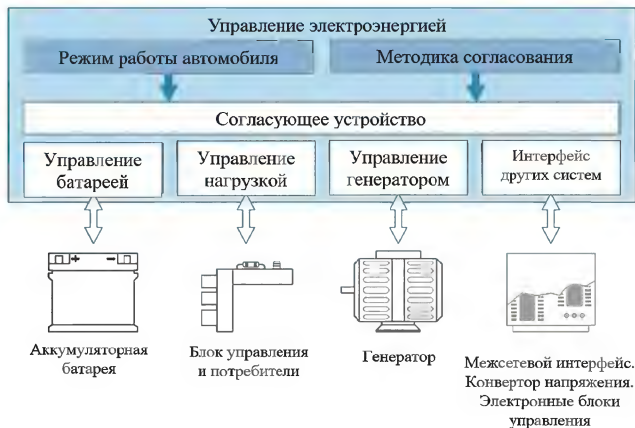 Управление электроэнергией
Режим работы автомобиля
Методика согласования
Согласующее устройство
Управление
батареей
Управление
нагрузкой
Управление
генератором
Интерфейс
других систем
+ −
Аккумуляторная
батарея
Блок управления
и потребители
Генератор
Межсетевой интерфейс.
Конвертор напряжения.
Электронные блоки
управления